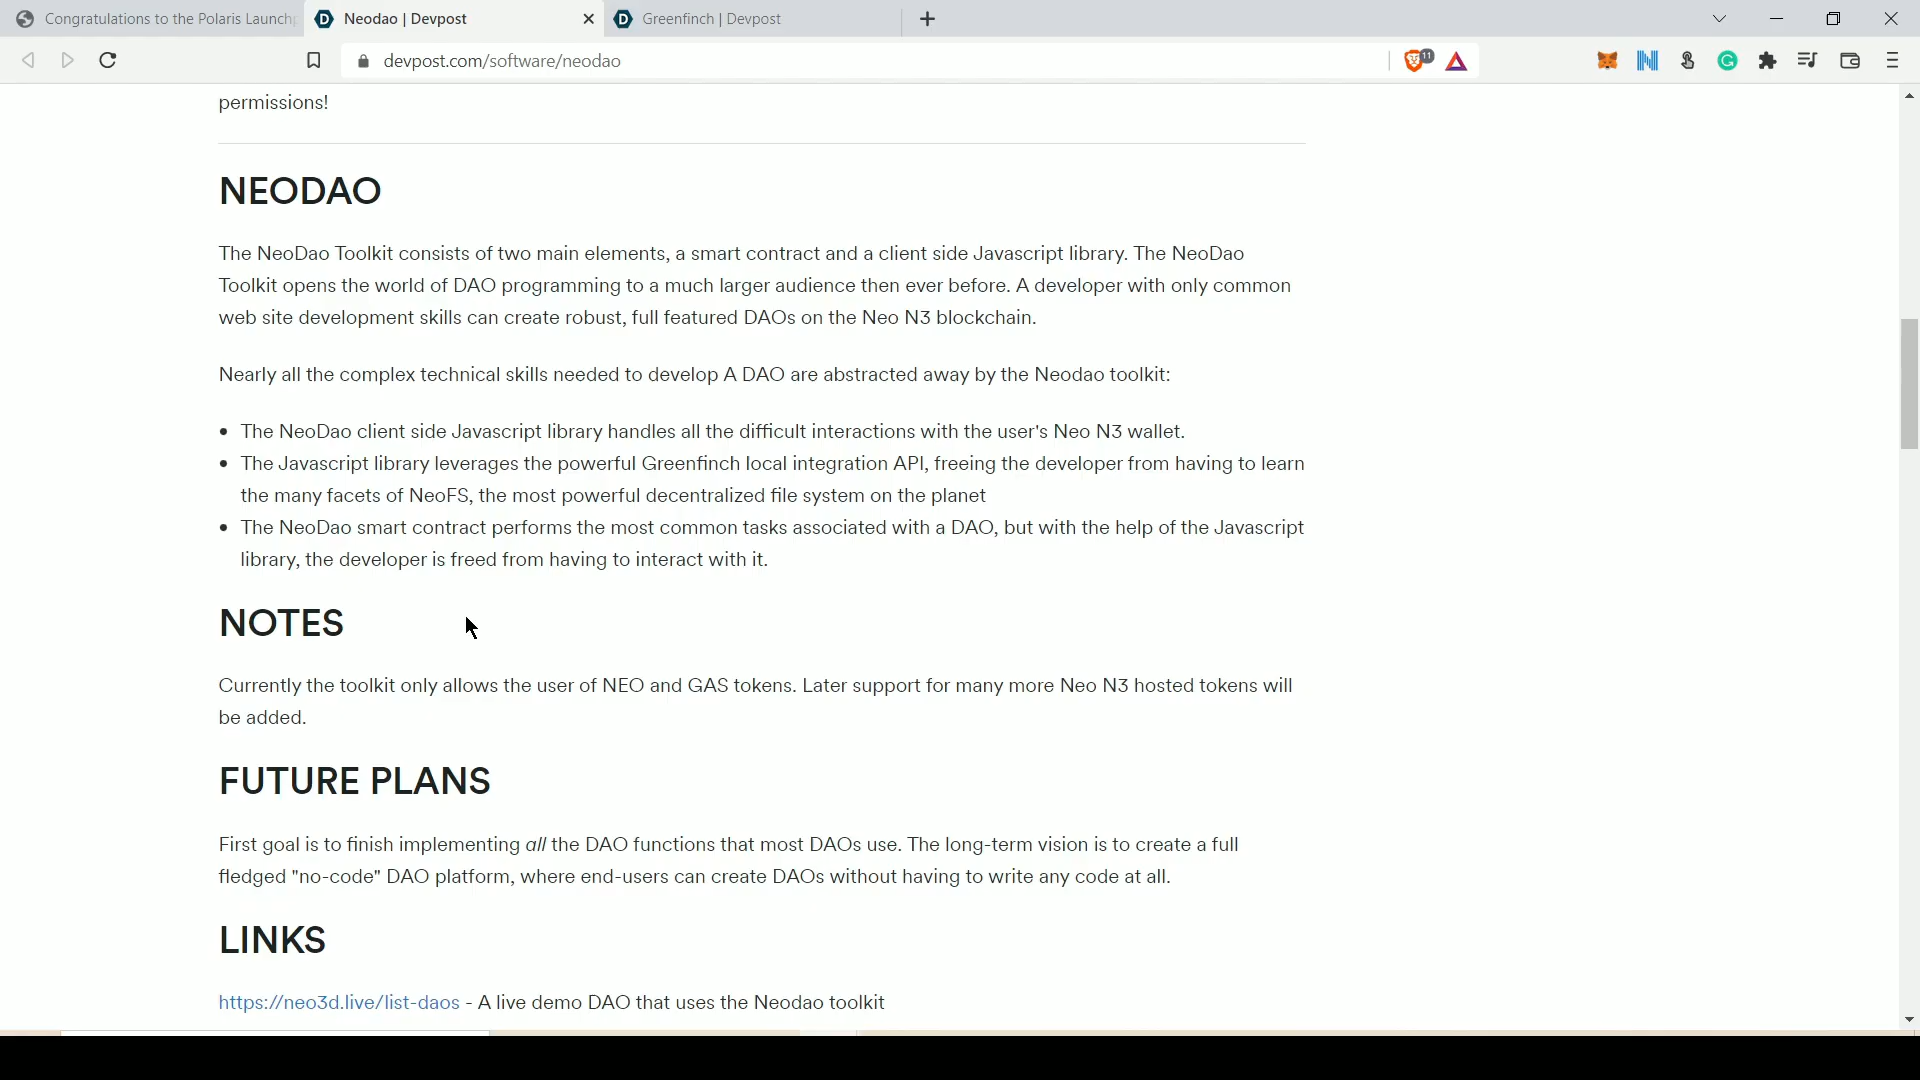 Congratulations to the Polaris Launch
Neodao | Devpost
Greenfinch | Devpost
devpost.com/software/neodao
11
permissions!
NEODAO
The NeoDao Toolkit consists of two main elements, a smart contract and a client side Javascript library. The NeoDao
Toolkit opens the world of DAO programming to a much larger audience then ever before. A developer with only common
web site development skills can create robust, full featured DAOs on the Neo N3 blockchain.
Nearly all the complex technical skills needed to develop A DAO are abstracted away by the Neodao toolkit:
• The NeoDao client side Javascript library handles all the difficult interactions with the user's Neo N3 wallet.
• The Javascript library leverages the powerful Greenfinch local integration API, freeing the developer from having to learn
the many facets of NeoFS, the most powerful decentralized file system on the planet
• The NeoDao smart contract performs the most common tasks associated with a DAO, but with the help of the Javascript
library, the developer is freed from having to interact with it.
NOTES
Currently the toolkit only allows the user of NEO and GAS tokens. Later support for many more Neo N3 hosted tokens will
be added.
FUTURE PLANS
First goal is to finish implementing all the DAO functions that most DAOs use. The long-term vision is to create a full
fledged "no-code" DAO platform, where end-users can create DAOs without having to write any code at all.
LINKS
https://neo3d.live/list-daos - A live demo DAO that uses the Neodao toolkit